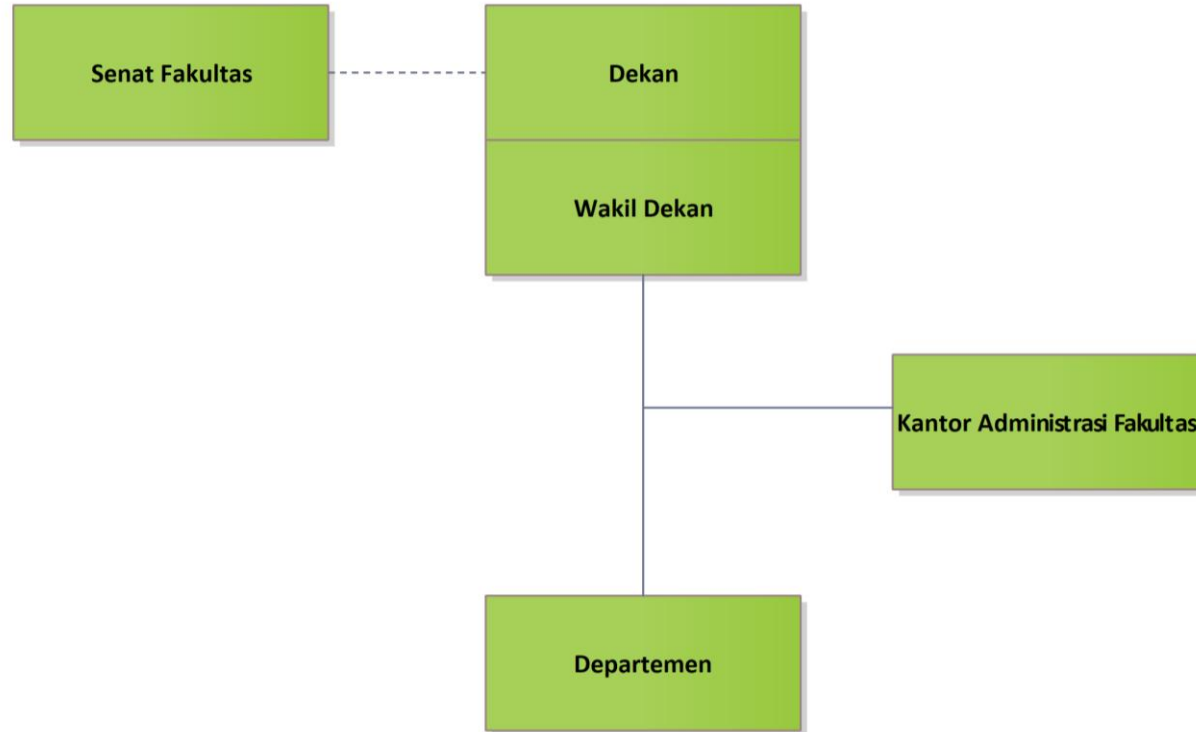 Senat Fakultas
Dekan
Wakil Dekan
Kantor Administrasi Fakultas
Departemen